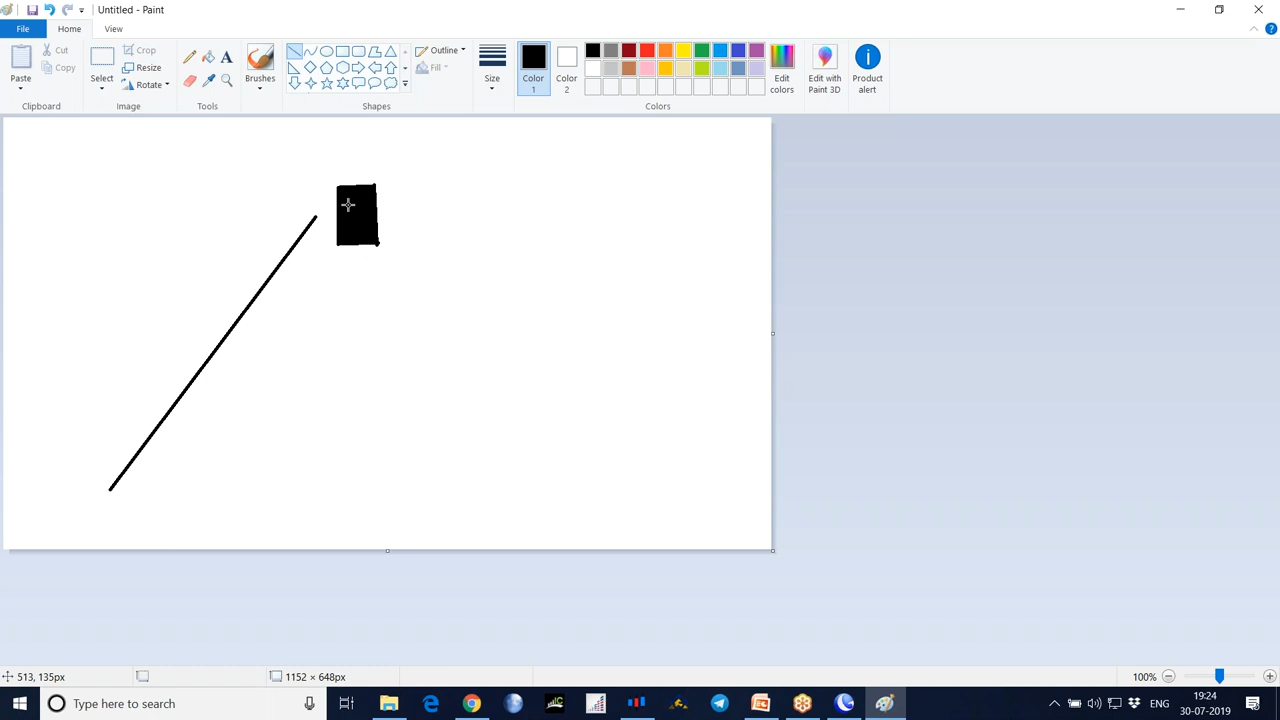 Untitled - Paint
File
Home
View
Paste
Cut
Copy
Clipboard
Select
Crop
Resize
Rotate
Image
A
Tools
Brushes
Shapes
Outline
Fill
Size
Color
1
Color
2
Colors
Edit
colors
Edit with
Paint 3D
Product
alert
513, 135px
1152 × 648px
100%
Type here to search
ENG
19:24
30-07-2019